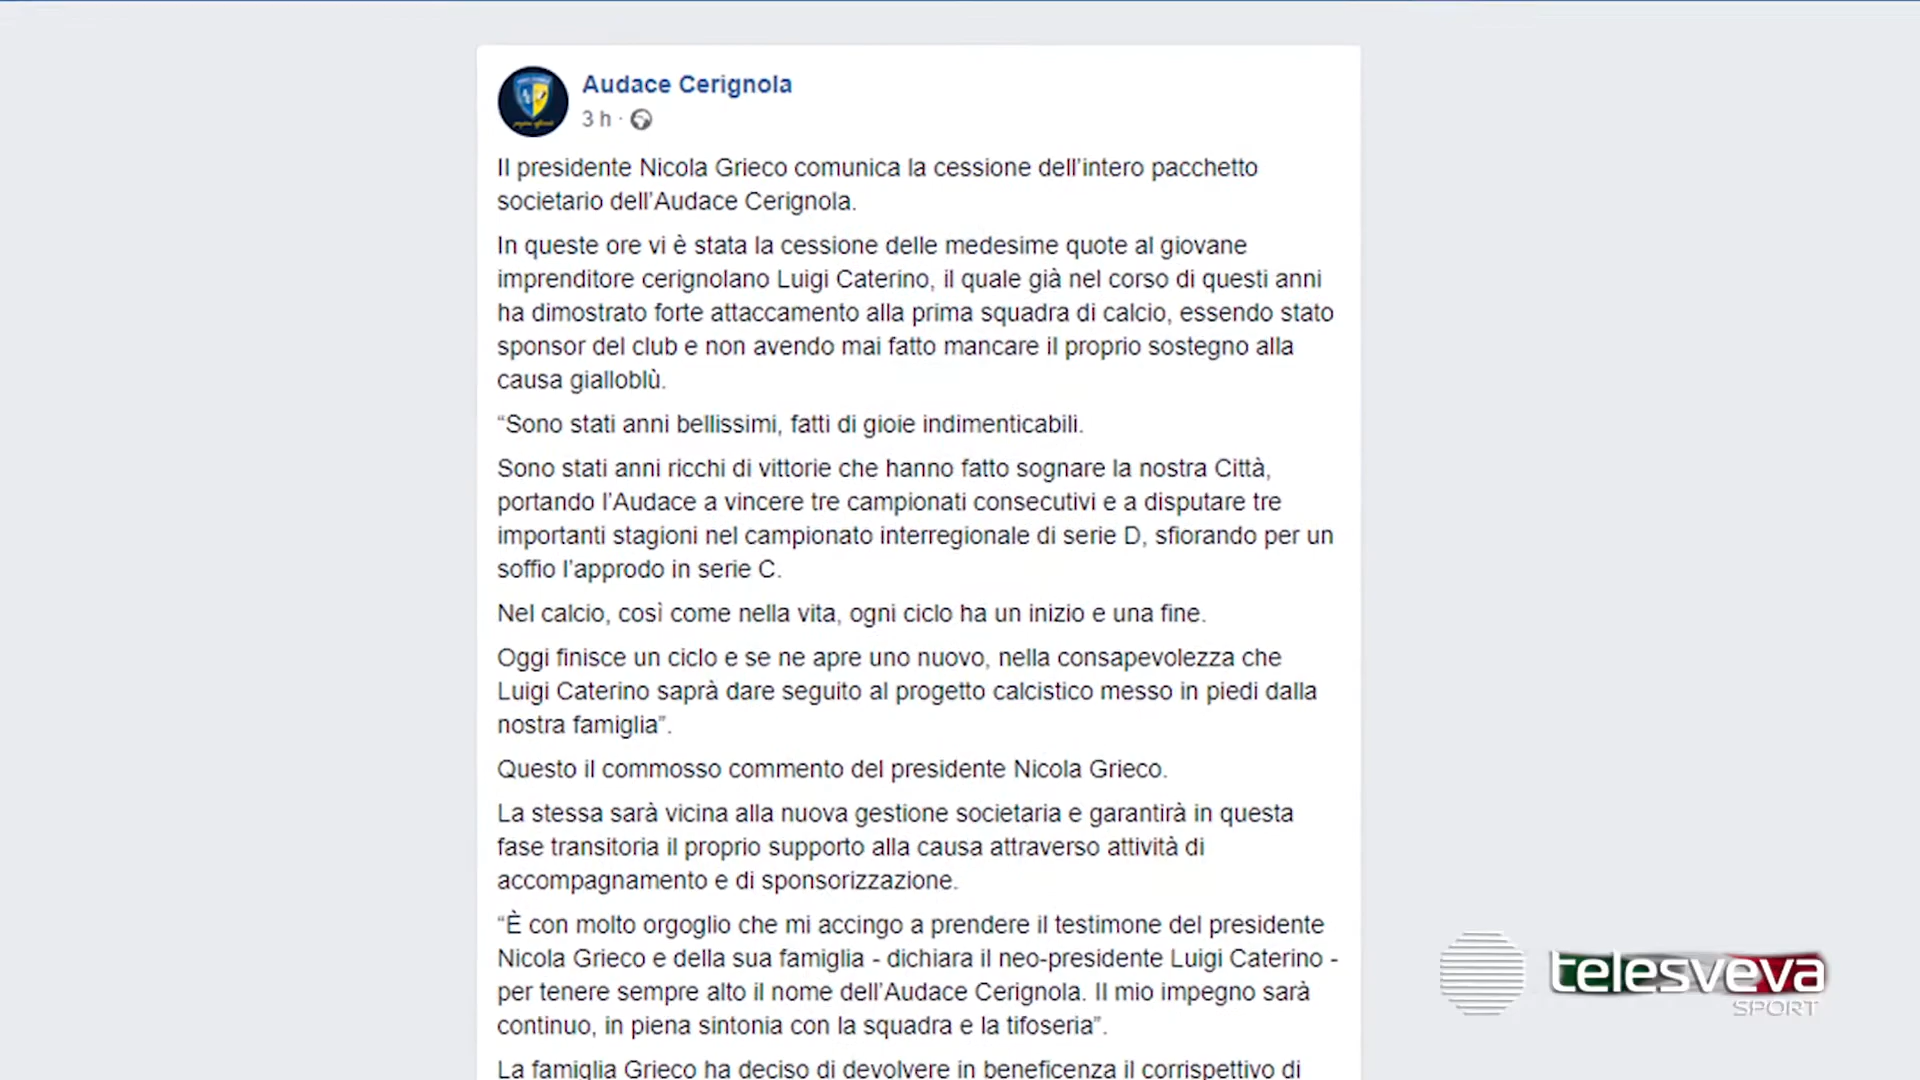 Audace Cerignola
3 h ·
Il presidente Nicola Grieco comunica la cessione dell'intero pacchetto
societario dell'Audace Cerignola.
In queste ore vi è stata la cessione delle medesime quote al giovane
imprenditore cerignolano Luigi Caterino, il quale già nel corso di questi anni
ha dimostrato forte attaccamento alla prima squadra di calcio, essendo stato
sponsor del club e non avendo mai fatto mancare il proprio sostegno alla
causa gialloblù.
“Sono stati anni bellissimi, fatti di gioie indimenticabili.
Sono stati anni ricchi di vittorie che hanno fatto sognare la nostra Città,
portando l'Audace a vincere tre campionati consecutivi e a disputare tre
importanti stagioni nel campionato interregionale di serie D, sfiorando per un
soffio l'approdo in serie C.
Nel calcio, così come nella vita, ogni ciclo ha un inizio e una fine.
Oggi finisce un ciclo e se ne apre uno nuovo, nella consapevolezza che
Luigi Caterino saprà dare seguito al progetto calcistico messo in piedi dalla
nostra famiglia”.
Questo il commosso commento del presidente Nicola Grieco.
La stessa sarà vicina alla nuova gestione societaria e garantirà in questa
fase transitoria il proprio supporto alla causa attraverso attività di
accompagnamento e di sponsorizzazione.
“È con molto orgoglio che mi accingo a prendere il testimone del presidente
Nicola Grieco e della sua famiglia - dichiara il neo-presidente Luigi Caterino -
per tenere sempre alto il nome dell'Audace Cerignola. Il mio impegno sarà
continuo, in piena sintonia con la squadra e la tifoseria”.
La famiglia Grieco ha deciso di devolvere in beneficenza il corrispettivo di
telesveva
SPORT